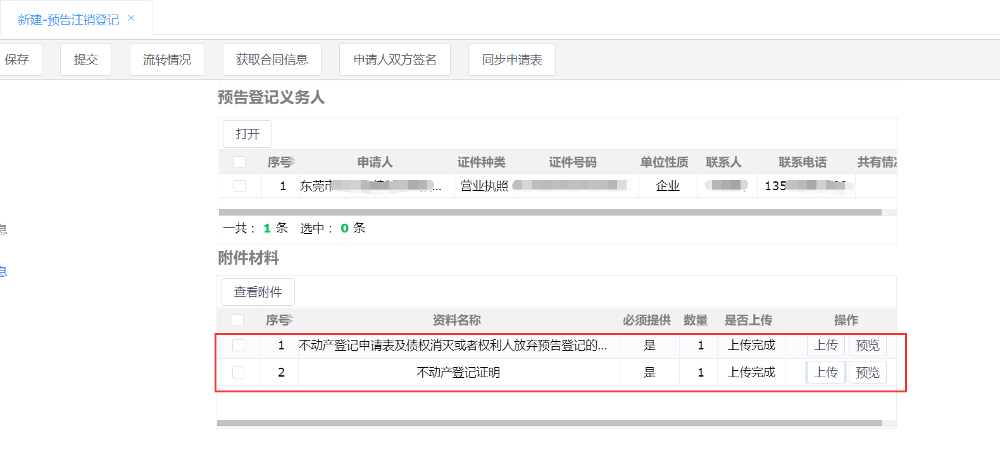 新建-预告注销登记 ×
保存 提交 流转情况 获取合同信息 申请人双方签名 同步申请表
预告登记义务人
打开
序号 申请人 证件种类 证件号码 单位性质 联系人 联系电话 共有情
1 东莞市 ... 营业执照 企业 135
一共： 1 条 选中： 0 条
息
息
附件材料
查看附件
序号 资料名称 必须提供 数量 是否上传 操作
1 不动产登记申请表及债权消灭或者权利人放弃预告登记的... 是 1 上传完成 上传 预览
2 不动产登记证明 是 1 上传完成 上传 预览